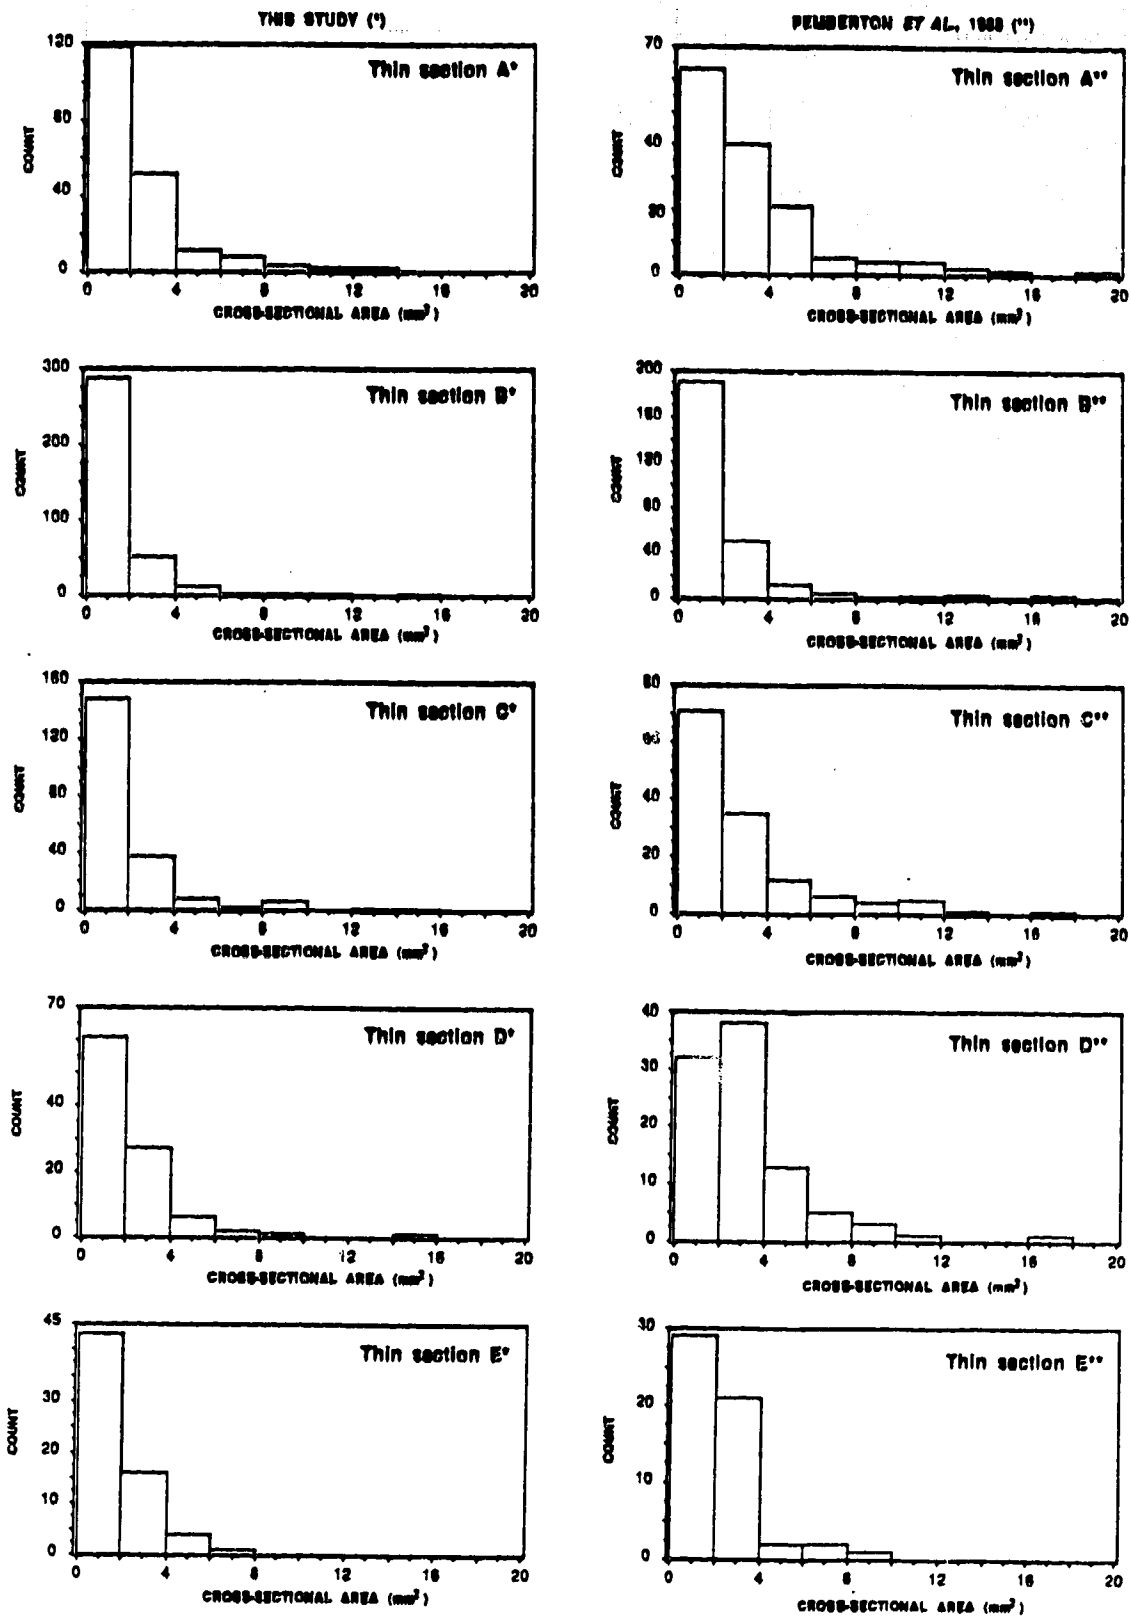 THIS STUDY (*)
PEMBERTON ET AL., 1988 (**)
Thin section A*
120
80
40
0
COUNT
0 4 8 12 16 20
CROSS-SECTIONAL AREA (mm²)
Thin section A**
70
40
20
0
COUNT
0 4 8 12 16 20
CROSS-SECTIONAL AREA (mm²)
Thin section B*
300
200
100
0
COUNT
0 4 8 12 16 20
CROSS-SECTIONAL AREA (mm²)
Thin section B**
200
160
120
80
40
0
COUNT
0 4 8 12 16 20
CROSS-SECTIONAL AREA (mm²)
Thin section C*
160
120
80
40
0
COUNT
0 4 8 12 16 20
CROSS-SECTIONAL AREA (mm²)
Thin section C**
80
60
40
20
0
COUNT
0 4 8 12 16 20
CROSS-SECTIONAL AREA (mm²)
Thin section D*
70
40
20
0
COUNT
0 4 8 12 16 20
CROSS-SECTIONAL AREA (mm²)
Thin section D**
40
30
20
10
0
COUNT
0 4 8 12 16 20
CROSS-SECTIONAL AREA (mm²)
Thin section E*
45
30
20
10
0
COUNT
0 4 8 12 16 20
CROSS-SECTIONAL AREA (mm²)
Thin section E**
30
20
10
0
COUNT
0 4 8 12 16 20
CROSS-SECTIONAL AREA (mm²)